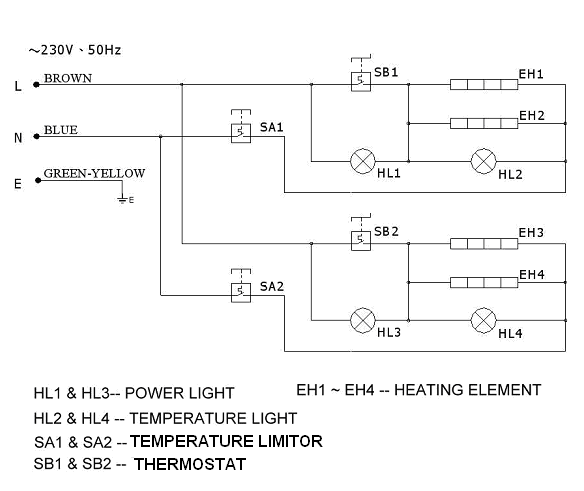 ～230V、50Hz
L BROWN
SB1 EH1
EH2
N BLUE SA1
HL1 HL2
E GREEN-YELLOW
E
SB2 EH3
EH4
SA2
HL3 HL4
HL1 & HL3-- POWER LIGHT EH1 ~ EH4 -- HEATING ELEMENT
HL2 & HL4 -- TEMPERATURE LIGHT
SA1 & SA2 -- TEMPERATURE LIMITOR
SB1 & SB2 -- THERMOSTAT